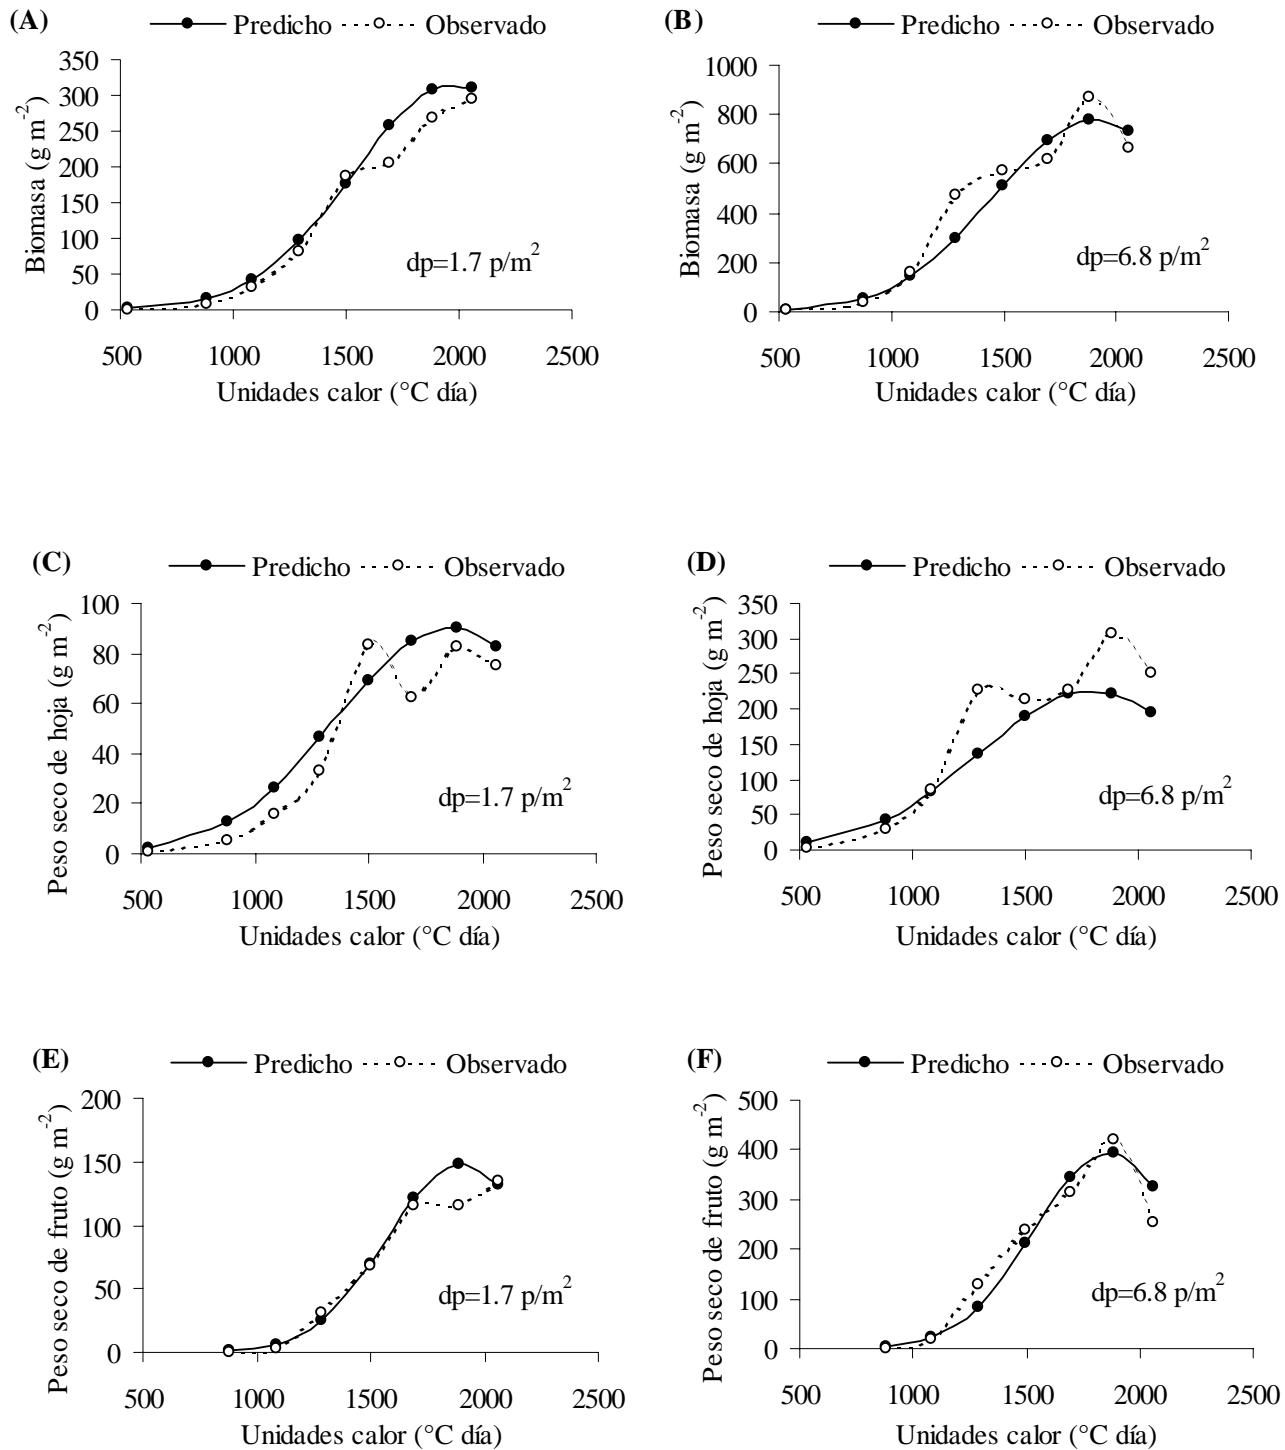 (A)
Predicho Observado
Biomasa (g m-2)
350
300
250
200
150
100
50
0
dp=1.7 p/m2
500 1000 1500 2000 2500
Unidades calor (°C día)
(B)
Predicho Observado
Biomasa (g m-2)
1000
800
600
400
200
0
dp=6.8 p/m2
500 1000 1500 2000 2500
Unidades calor (°C día)
(C)
Predicho Observado
Peso seco de hoja (g m-2)
100
80
60
40
20
0
dp=1.7 p/m2
500 1000 1500 2000 2500
Unidades calor (°C día)
(D)
Predicho Observado
Peso seco de hoja (g m-2)
350
300
250
200
150
100
50
0
dp=6.8 p/m2
500 1000 1500 2000 2500
Unidades calor (°C día)
(E)
Predicho Observado
Peso seco de fruto (g m-2)
200
150
100
50
0
dp=1.7 p/m2
500 1000 1500 2000 2500
Unidades calor (°C día)
(F)
Predicho Observado
Peso seco de fruto (g m-2)
500
400
300
200
100
0
dp=6.8 p/m2
500 1000 1500 2000 2500
Unidades calor (°C día)